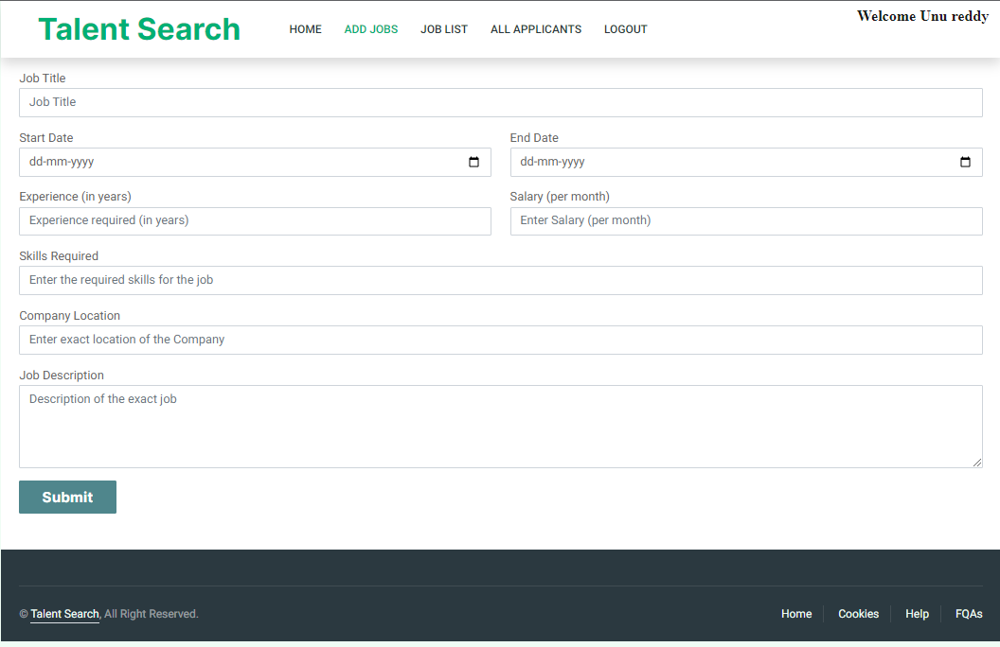 Welcome Unu reddy
Talent Search HOME ADD JOBS JOB LIST ALL APPLICANTS LOGOUT
Job Title
Job Title
Start Date End Date
dd-mm-yyyy dd-mm-yyyy
Experience (in years) Salary (per month)
Experience required (in years) Enter Salary (per month)
Skills Required
Enter the required skills for the job
Company Location
Enter exact location of the Company
Job Description
Description of the exact job
Submit
© Talent Search, All Right Reserved. Home Cookies Help FQAs